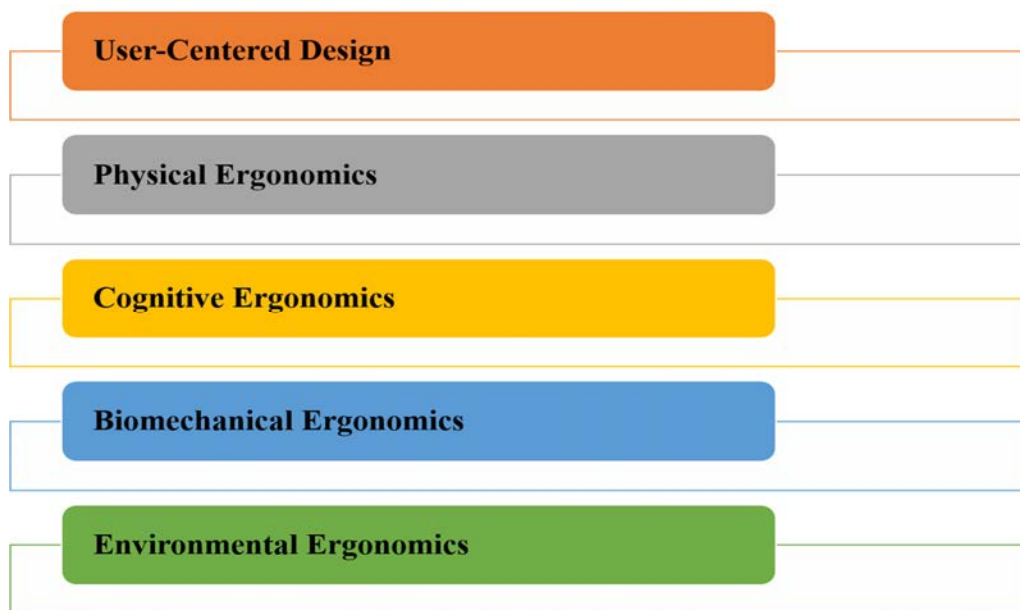 User-Centered Design
Physical Ergonomics
Cognitive Ergonomics
Biomechanical Ergonomics
Environmental Ergonomics